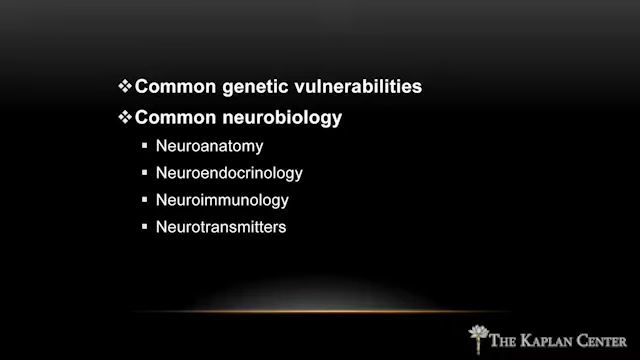 ❖Common genetic vulnerabilities
❖Common neurobiology
▪ Neuroanatomy
▪ Neuroendocrinology
▪ Neuroimmunology
▪ Neurotransmitters
THE KAPLAN CENTER